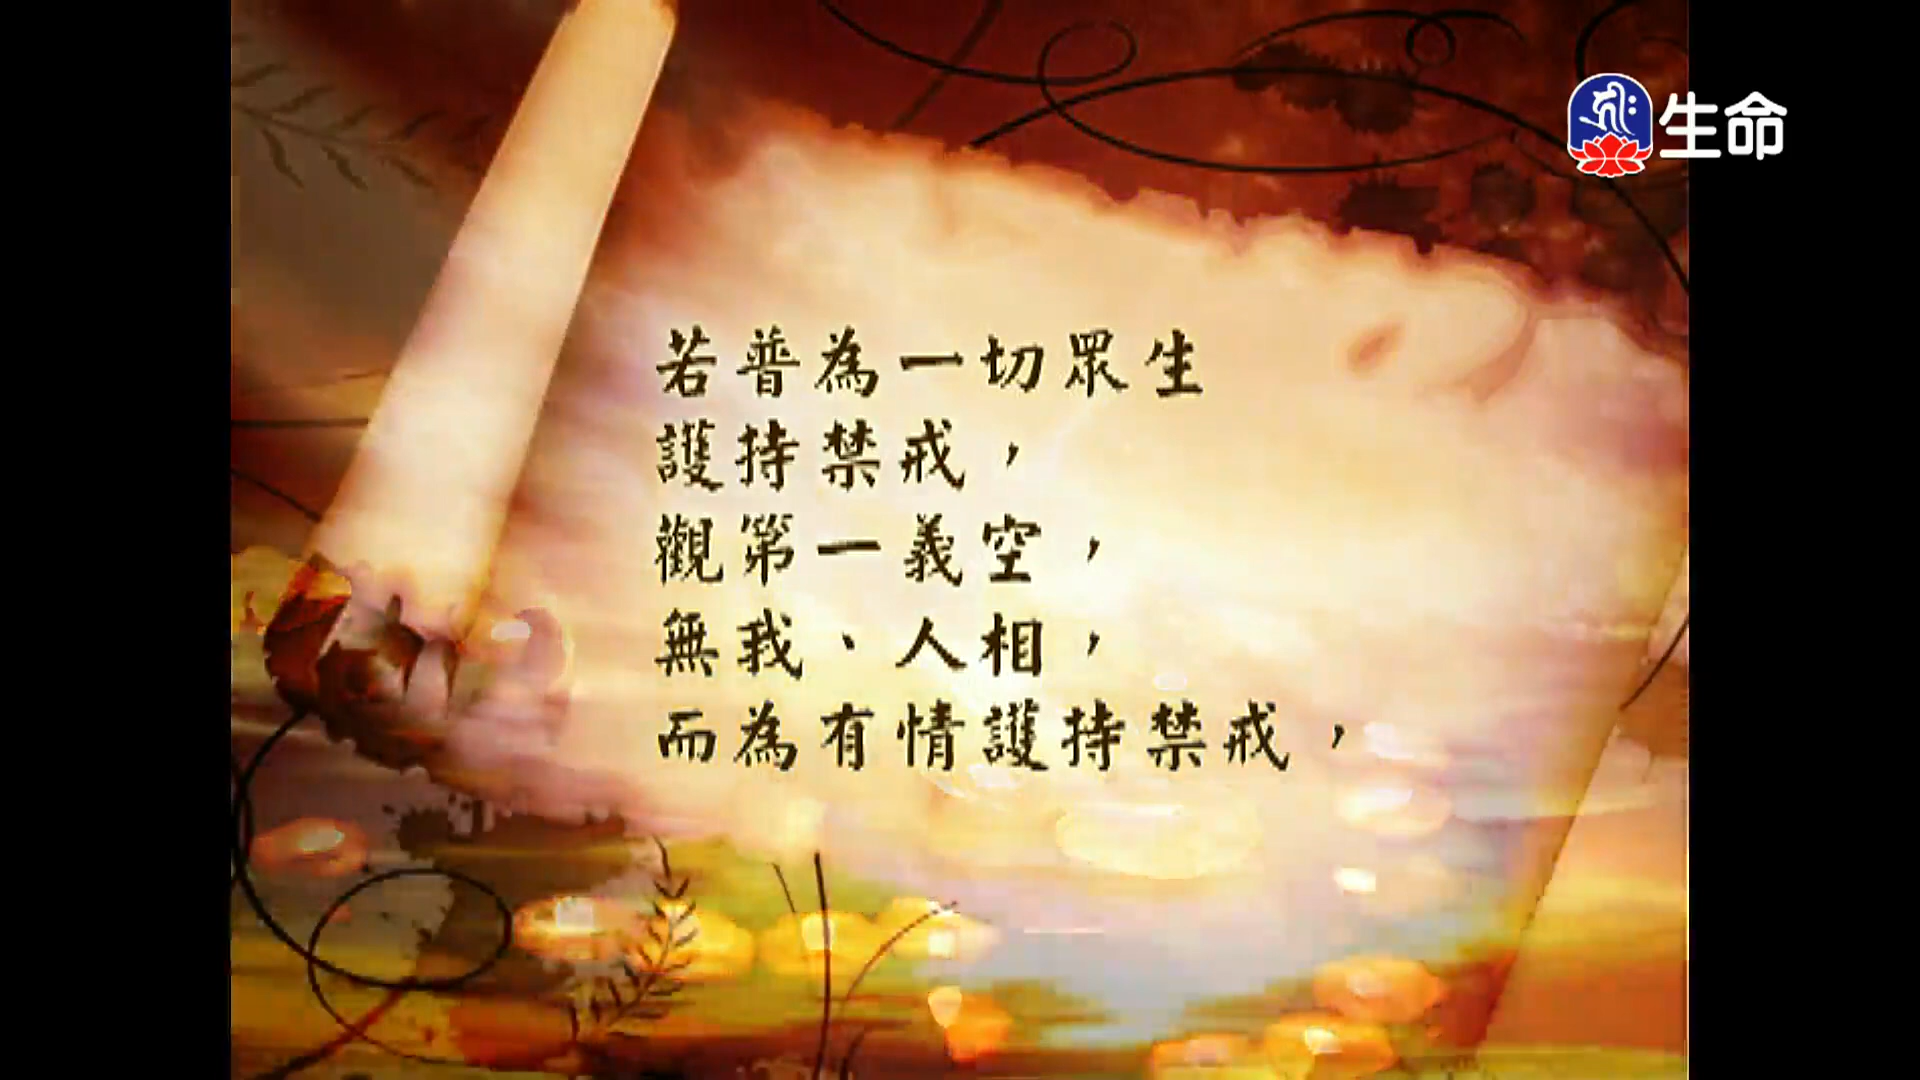 生命
若普為一切眾生
護持禁戒，
觀第一義空，
無我、人相，
而為有情護持禁戒，